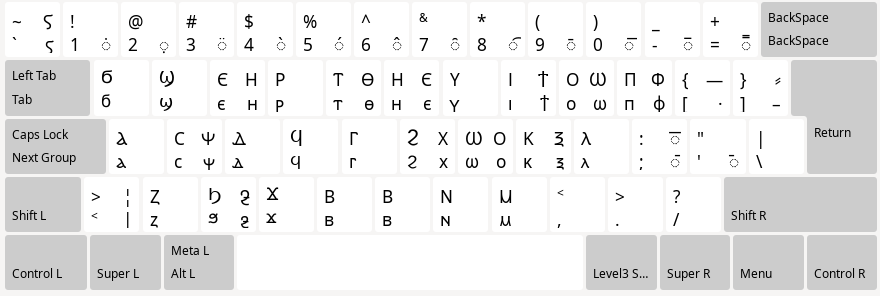 ~ Ϛ ! @ # $ % ^ & * ( ) _ + BackSpace
` ϛ 1 ̇ 2 ̣ 3 ̈ 4 ̀ 5 ́ 6 ̂ 7 8 9 ̄ 0 - = BackSpace
Left Tab Ϭ Ϣ Ⲉ Ⲏ Ⲣ Ⲧ Ⲑ Ⲏ Ⲉ Ⲩ Ⲓ Ϯ Ⲟ Ⲱ Ⲡ Ⲫ { — } ⸗
Tab ϭ ϣ ⲉ ⲏ ⲣ ⲧ ⲑ ⲏ ⲉ ⲩ ⲓ ϯ ⲟ ⲱ ⲡ ⲫ [ · ] –
Caps Lock Ⲁ Ⲥ Ⲯ Ⲇ Ϥ Ⲅ Ϩ Ⲭ Ⲱ Ⲟ Ⲕ Ⲝ Ⲗ : " | Return
Next Group ⲁ ⲥ ⲯ ⲇ ϥ ⲅ ϩ ⲭ ⲱ ⲟ ⲕ ⲝ ⲗ ; ' \
> ¦ Ⲍ Ϧ Ϩ Ϫ Ⲃ Ⲃ Ⲛ Ⲙ < > ?
Shift L < | ⲍ ϧ ϩ ϫ ⲃ ⲃ ⲛ ⲙ , . / Shift R
Meta L
Control L Super L Alt L Level3 S... Super R Menu Control R